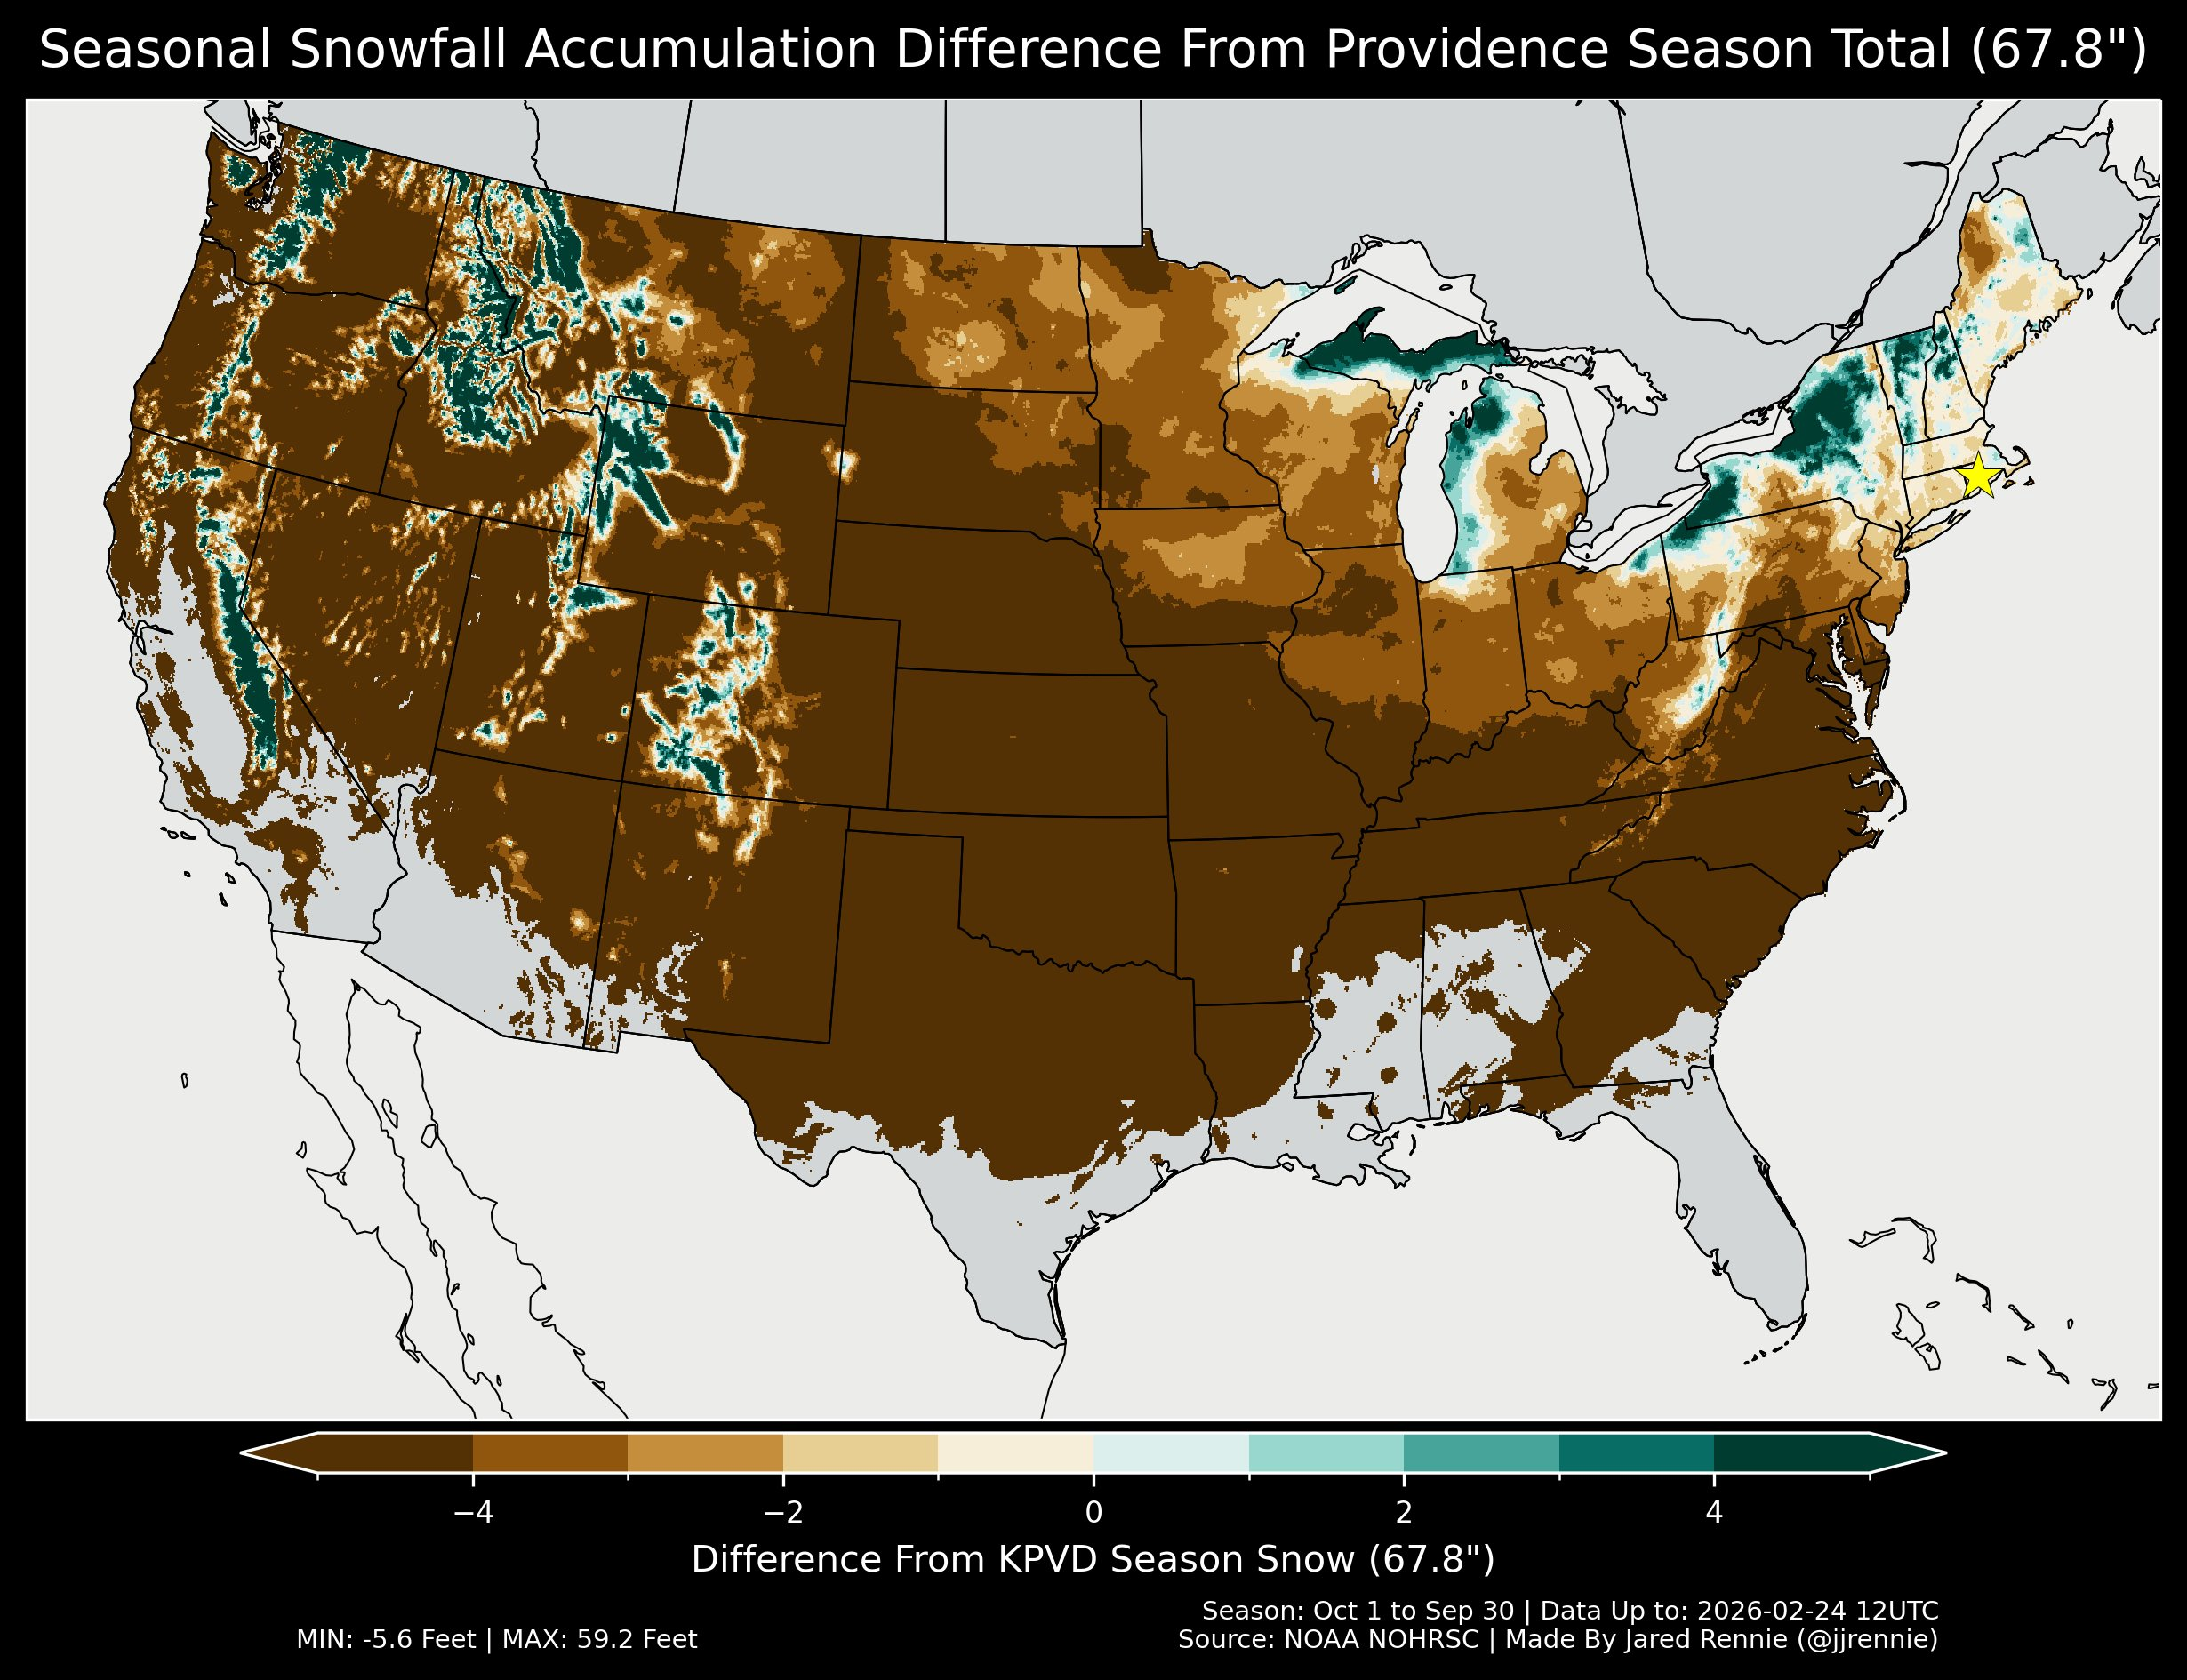 Seasonal Snowfall Accumulation Difference From Providence Season Total (67.8")
−4 −2 0 2 4
Difference From KPVD Season Snow (67.8")
Season: Oct 1 to Sep 30 | Data Up to: 2026-02-24 12UTC
MIN: -5.6 Feet | MAX: 59.2 Feet
Source: NOAA NOHRSC | Made By Jared Rennie (@jjrennie)